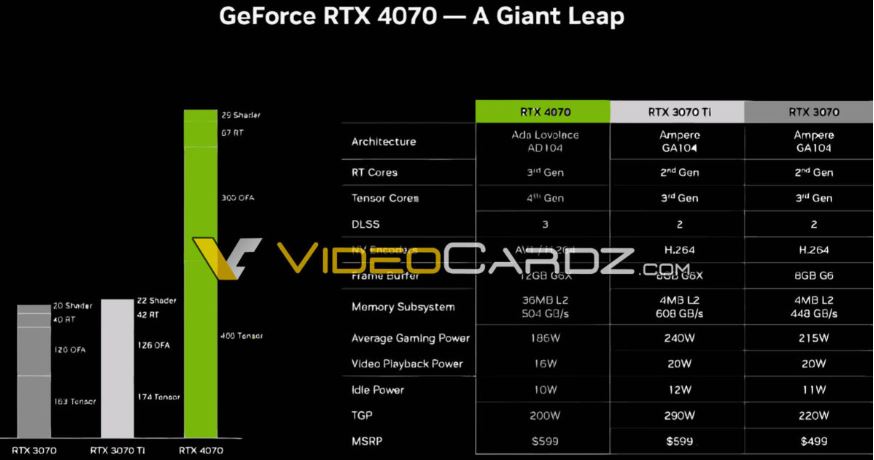 GeForce RTX 4070 — A Giant Leap
29 Shader
67 RT
300 OFA
400 Tensor
20 Shader
40 RT
126 OFA
163 Tensor
22 Shader
42 RT
126 OFA
174 Tensor
RTX 3070 RTX 3070 Ti RTX 4070
RTX 4070 RTX 3070 Ti RTX 3070
Architecture Ada Lovelace AD104 Ampere GA104 Ampere GA104
RT Cores 3rd Gen 2nd Gen 2nd Gen
Tensor Cores 4th Gen 3rd Gen 3rd Gen
DLSS 3 2 2
NV Encoders AV1 / H.264 H.264 H.264
VIDEOCARDZ.COM
Frame Buffer 12GB G6X 8GB G6X 8GB G6
Memory Subsystem 36MB L2 504 GB/s 4MB L2 608 GB/s 4MB L2 448 GB/s
Average Gaming Power 186W 240W 215W
Video Playback Power 16W 20W 20W
Idle Power 10W 12W 11W
TGP 200W 290W 220W
MSRP $599 $599 $499